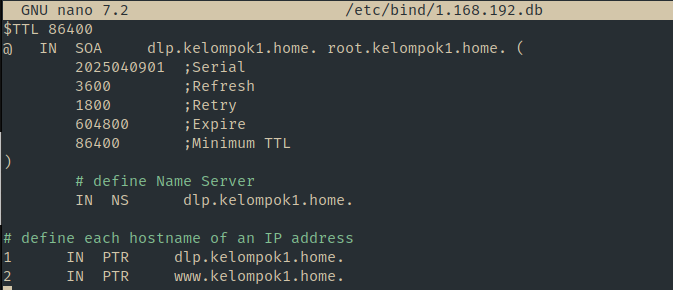 GNU nano 7.2 /etc/bind/1.168.192.db
$TTL 86400
@ IN SOA dlp.kelompok1.home. root.kelompok1.home. (
2025040901 ;Serial
3600 ;Refresh
1800 ;Retry
604800 ;Expire
86400 ;Minimum TTL
)
# define Name Server
IN NS dlp.kelompok1.home.
# define each hostname of an IP address
1 IN PTR dlp.kelompok1.home.
2 IN PTR www.kelompok1.home.